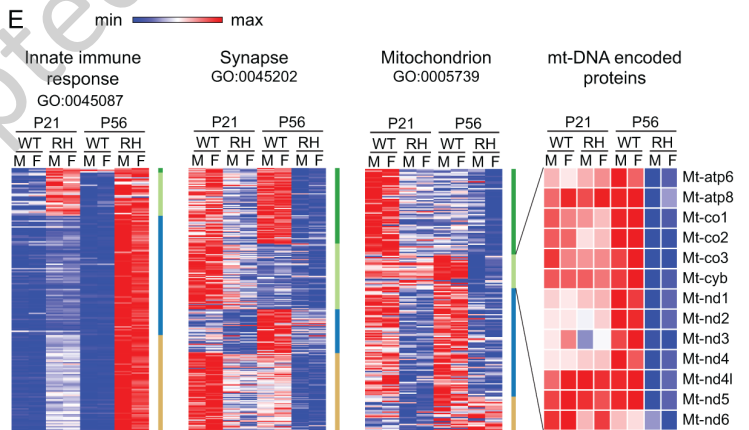 E
min max
Innate immune
response
GO:0045087
P21 P56
WT RH WT RH
M F M F M F M F
Synapse
GO:0045202
P21 P56
WT RH WT RH
M F M F M F M F
Mitochondrion
GO:0005739
P21 P56
WT RH WT RH
M F M F M F M F
mt-DNA encoded
proteins
P21 P56
WT RH WT RH
M F M F M F M F
Mt-atp6
Mt-atp8
Mt-co1
Mt-co2
Mt-co3
Mt-cyb
Mt-nd1
Mt-nd2
Mt-nd3
Mt-nd4
Mt-nd4l
Mt-nd5
Mt-nd6